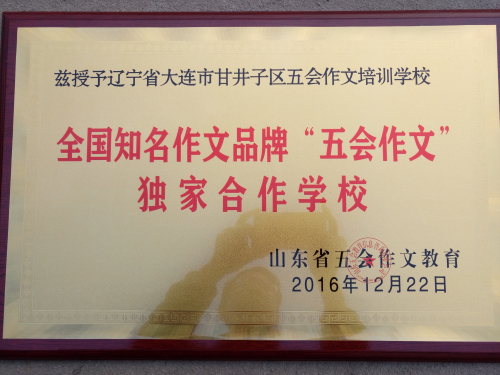 兹授予辽宁省大连市甘井子区五会作文培训学校
全国知名作文品牌“五会作文”
独家合作学校
山东省五会作文教育
2016年12月22日